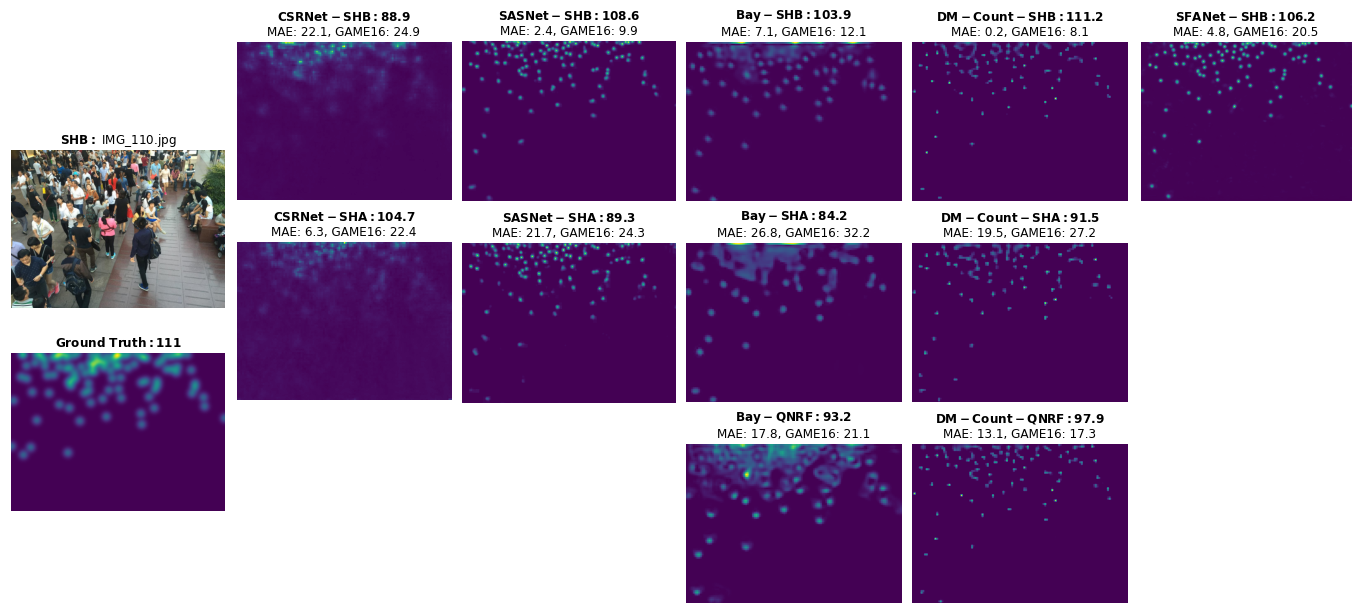 CSRNet − SHB : 88.9
MAE: 22.1, GAME16: 24.9
SASNet − SHB : 108.6
MAE: 2.4, GAME16: 9.9
Bay − SHB : 103.9
MAE: 7.1, GAME16: 12.1
DM − Count − SHB : 111.2
MAE: 0.2, GAME16: 8.1
SFANet − SHB : 106.2
MAE: 4.8, GAME16: 20.5
SHB : IMG_110.jpg
CSRNet − SHA : 104.7
MAE: 6.3, GAME16: 22.4
SASNet − SHA : 89.3
MAE: 21.7, GAME16: 24.3
Bay − SHA : 84.2
MAE: 26.8, GAME16: 32.2
DM − Count − SHA : 91.5
MAE: 19.5, GAME16: 27.2
Ground Truth : 111
Bay − QNRF : 93.2
MAE: 17.8, GAME16: 21.1
DM − Count − QNRF : 97.9
MAE: 13.1, GAME16: 17.3